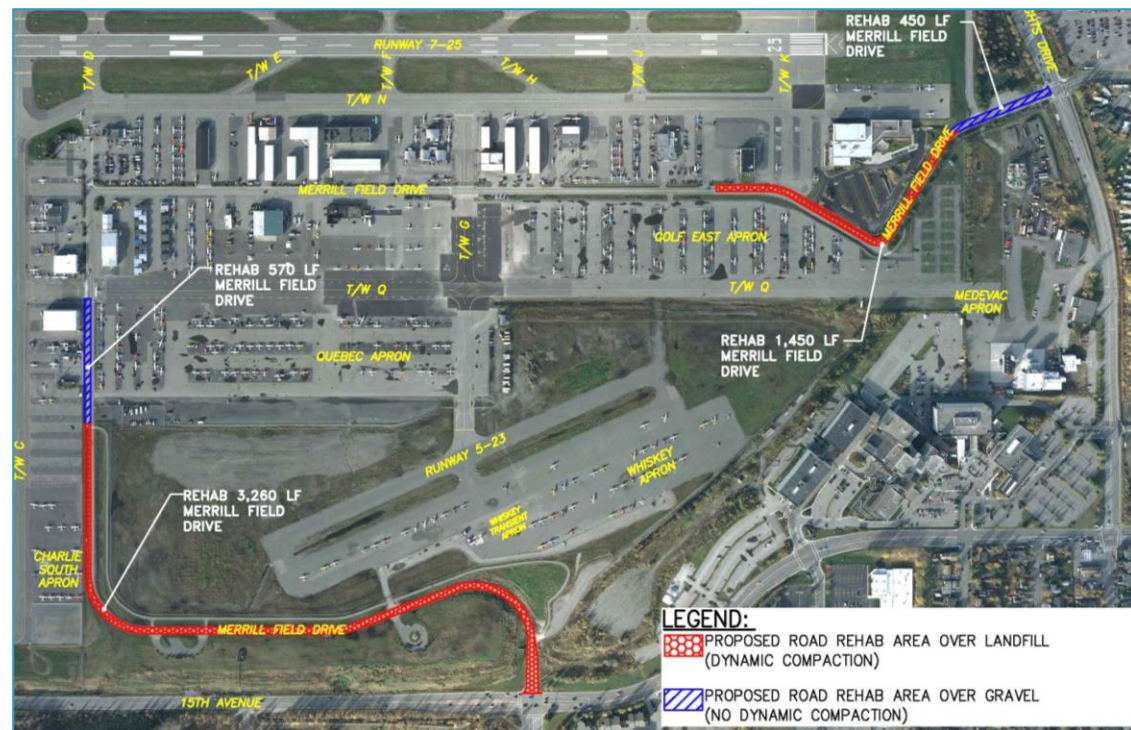 REHAB 450 LF
MERRILL FIELD
DRIVE
HTS DRIVE
RUNWAY 7-25
25
T/W D
T/W E
T/W F
T/W H
T/W J
T/W K
T/W N
MERRILL FIELD DRIVE
MERRILL FIELD DRIVE
T/W G
GOLF EAST APRON
REHAB 570 LF
MERRILL FIELD
DRIVE
T/W Q
T/W Q
MEDEVAC
APRON
REHAB 1,450 LF
MERRILL FIELD
DRIVE
QUEBEC APRON
T/W C
RUNWAY 5-23
WHISKEY
APRON
REHAB 3,260 LF
MERRILL FIELD
DRIVE
WHISKEY
TRANSIENT
APRON
CHARLIE
SOUTH
APRON
MERRILL FIELD DRIVE
15TH AVENUE
LEGEND:
PROPOSED ROAD REHAB AREA OVER LANDFILL
(DYNAMIC COMPACTION)
PROPOSED ROAD REHAB AREA OVER GRAVEL
(NO DYNAMIC COMPACTION)